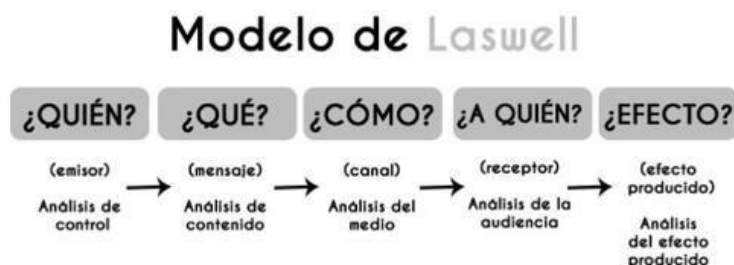 Modelo de Laswell
¿QUIÉN? ¿QUÉ? ¿CÓMO? ¿A QUIÉN? ¿EFECTO?
(emisor) (mensaje) (canal) (receptor) (efecto
producido)
Análisis de
control
Análisis de
contenido
Análisis del
medio
Análisis de la
audiencia
Análisis
del efecto
producido